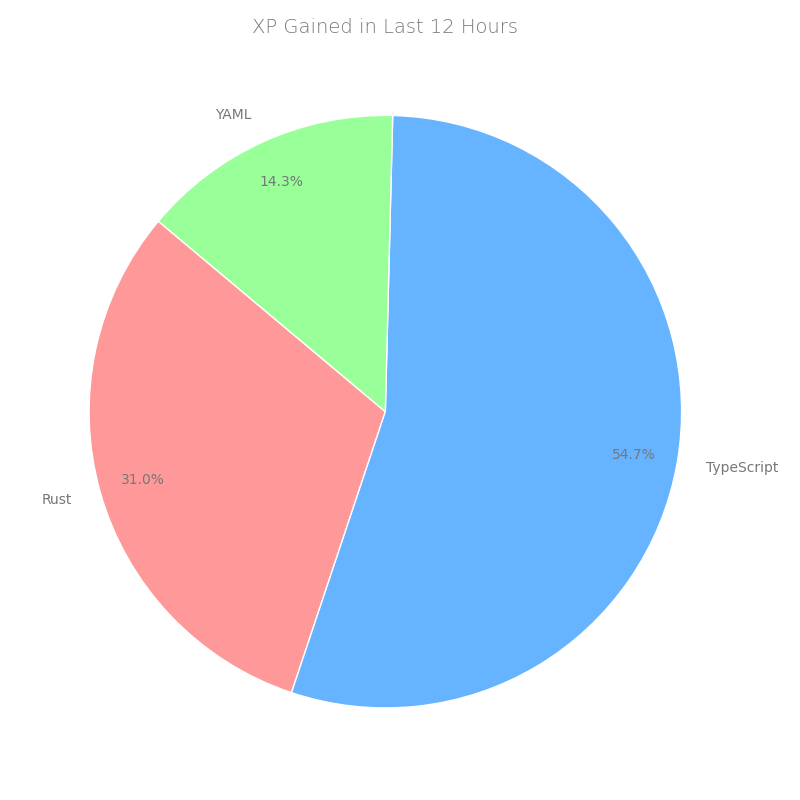 XP Gained in Last 12 Hours
YAML
14.3%
54.7%
TypeScript
31.0%
Rust